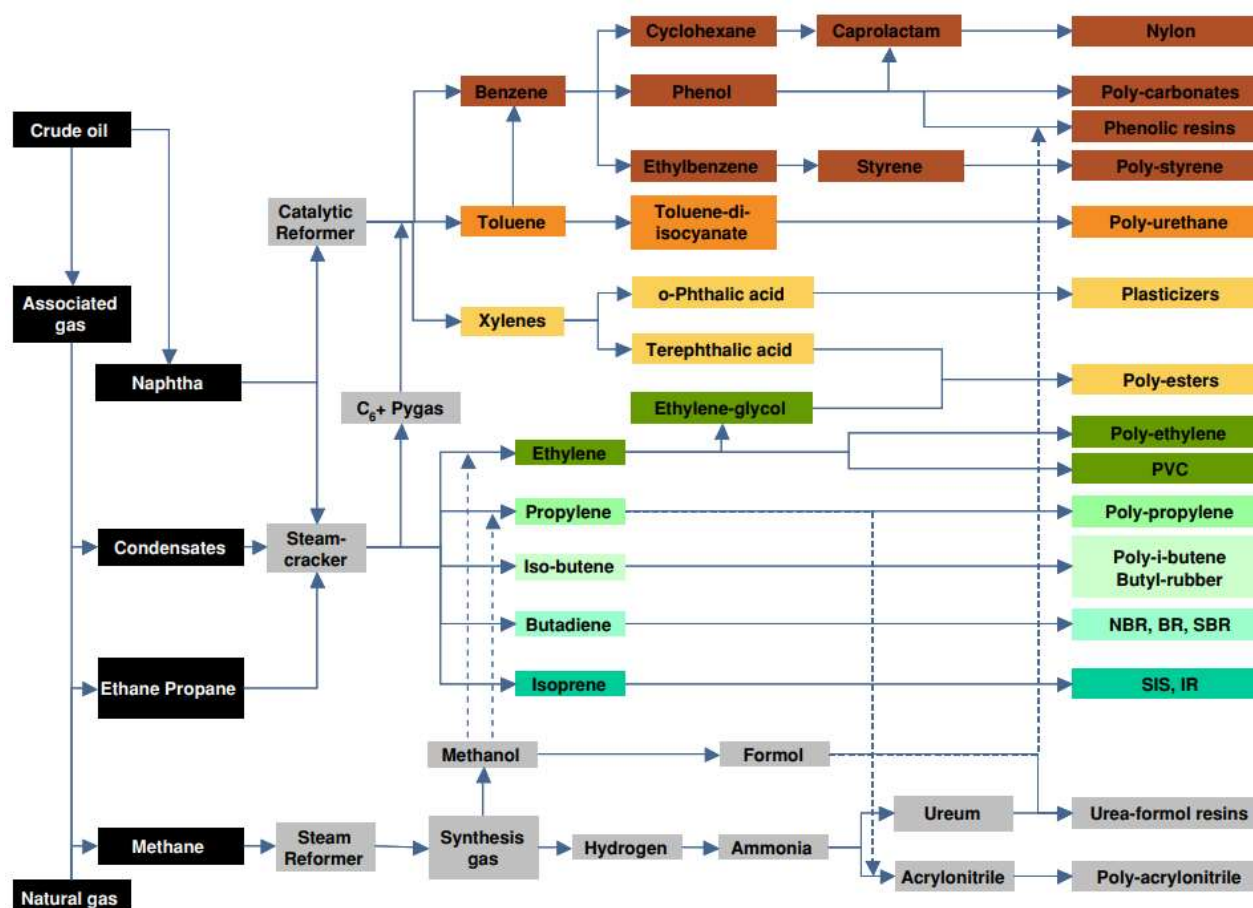 Cyclohexane
Caprolactam
Nylon
Benzene
Phenol
Poly-carbonates
Crude oil
Phenolic resins
Ethylbenzene
Styrene
Poly-styrene
Catalytic
Reformer
Toluene
Toluene-di-
isocyanate
Poly-urethane
Associated
gas
o-Phthalic acid
Plasticizers
Xylenes
Terephthalic acid
Naphtha
Poly-esters
C₆+ Pygas
Ethylene-glycol
Poly-ethylene
Ethylene
PVC
Propylene
Poly-propylene
Condensates
Steam-
cracker
Iso-butene
Poly-i-butene
Butyl-rubber
Butadiene
NBR, BR, SBR
Ethane Propane
Isoprene
SIS, IR
Methanol
Formol
Ureum
Urea-formol resins
Methane
Steam
Reformer
Synthesis
gas
Hydrogen
Ammonia
Acrylonitrile
Poly-acrylonitrile
Natural gas